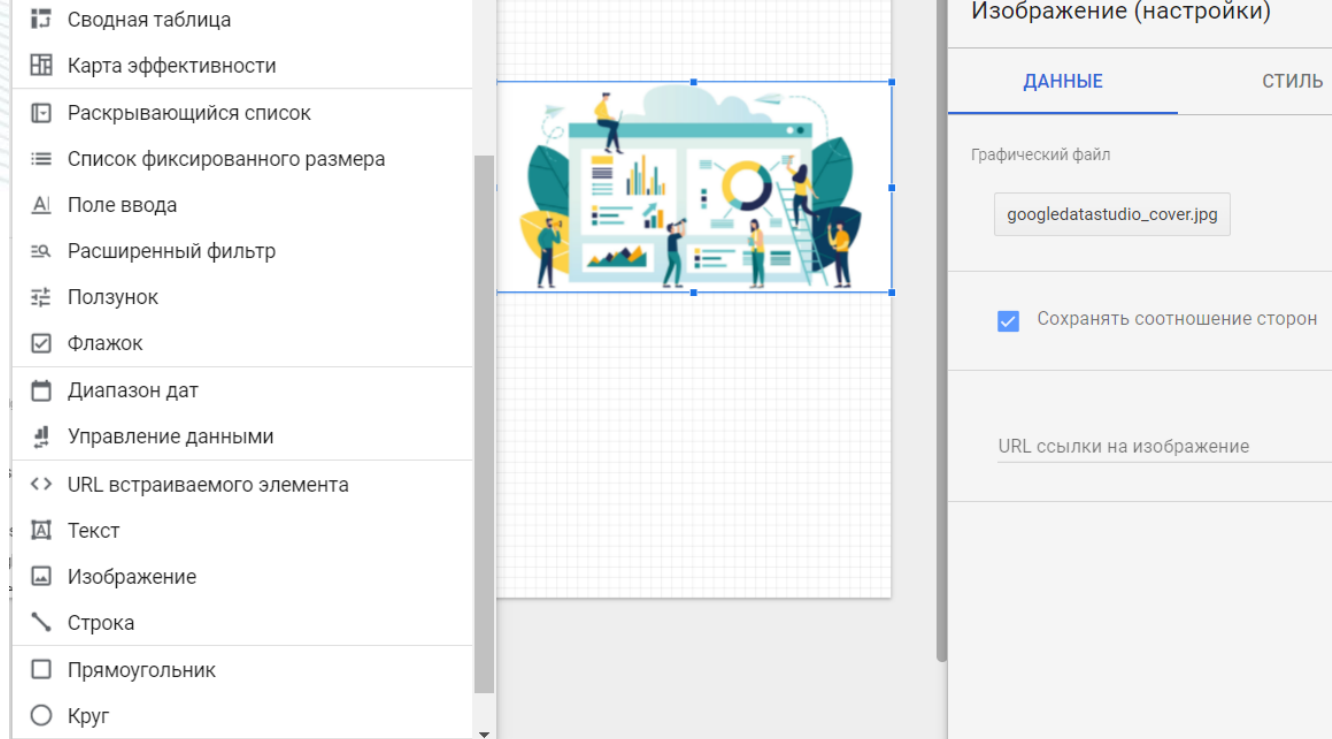 Сводная таблица
Карта эффективности
Раскрывающийся список
Список фиксированного размера
Поле ввода
Расширенный фильтр
Ползунок
Флажок
Диапазон дат
Управление данными
URL встраиваемого элемента
Текст
Изображение
Строка
Прямоугольник
Круг
Изображение (настройки)
ДАННЫЕ СТИЛЬ
Графический файл
googledatastudio_cover.jpg
Сохранять соотношение сторон
URL ссылки на изображение